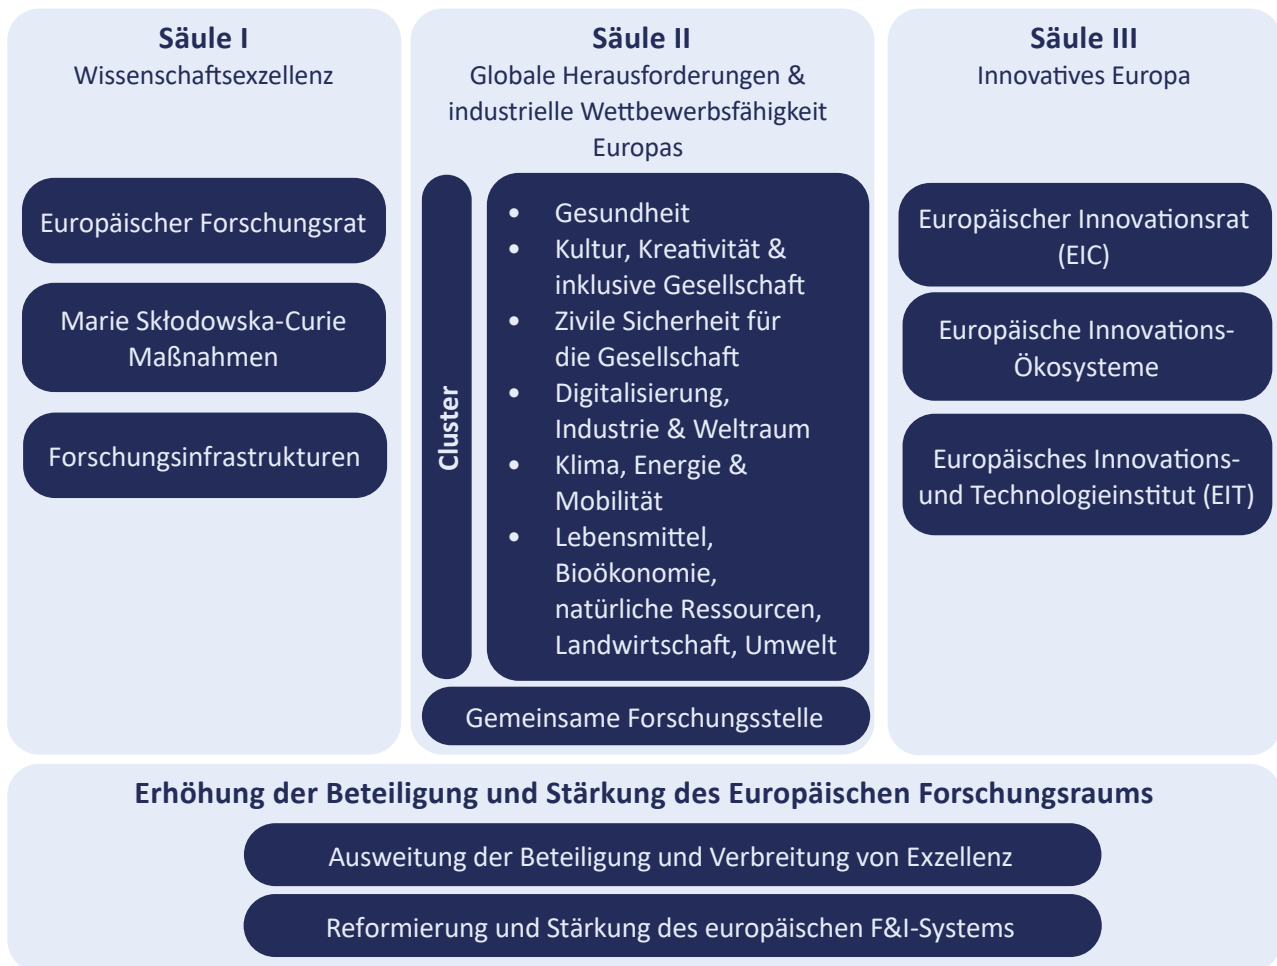 Säule I
Wissenschaftsexzellenz
Europäischer Forschungsrat
Marie Skłodowska-Curie
Maßnahmen
Forschungsinfrastrukturen
Säule II
Globale Herausforderungen &
industrielle Wettbewerbsfähigkeit
Europas
Cluster
• Gesundheit
• Kultur, Kreativität &
inklusive Gesellschaft
• Zivile Sicherheit für
die Gesellschaft
• Digitalisierung,
Industrie & Weltraum
• Klima, Energie &
Mobilität
• Lebensmittel,
Bioökonomie,
natürliche Ressourcen,
Landwirtschaft, Umwelt
Gemeinsame Forschungsstelle
Säule III
Innovatives Europa
Europäischer Innovationsrat
(EIC)
Europäische Innovations-
Ökosysteme
Europäisches Innovations-
und Technologieinstitut (EIT)
Erhöhung der Beteiligung und Stärkung des Europäischen Forschungsraums
Ausweitung der Beteiligung und Verbreitung von Exzellenz
Reformierung und Stärkung des europäischen F&I-Systems